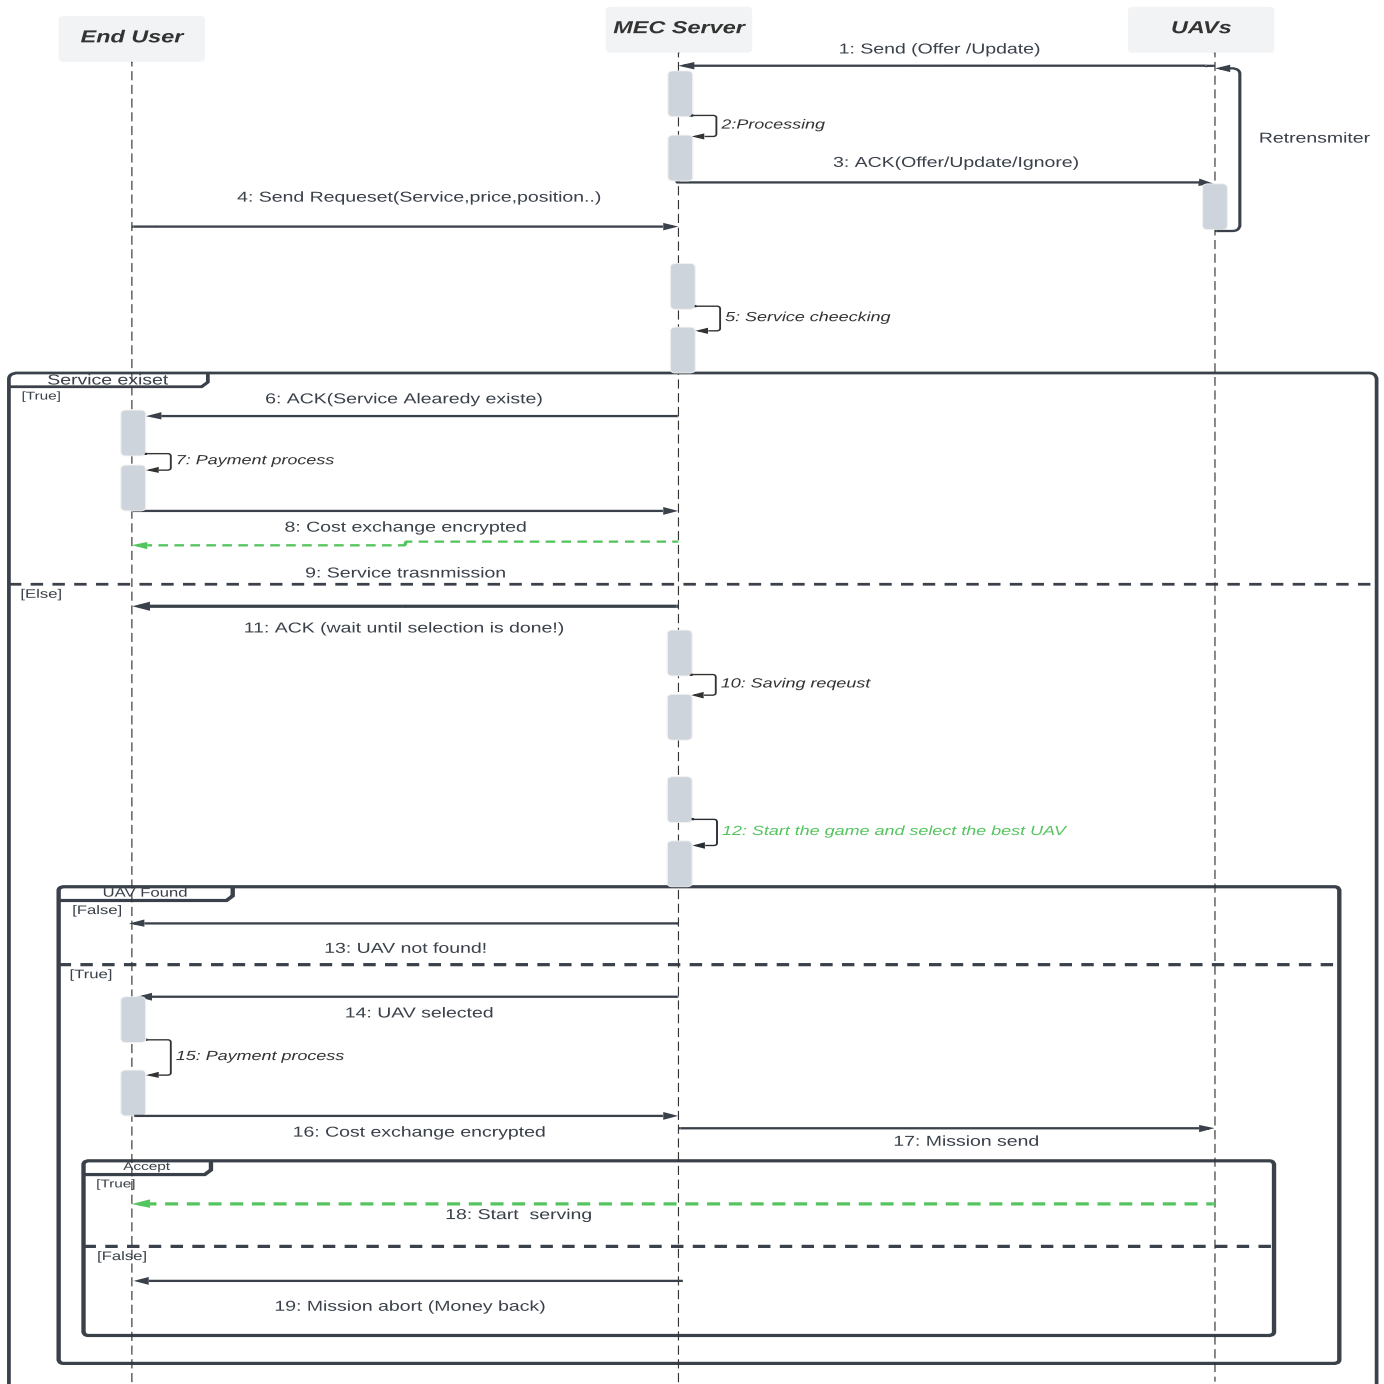 End User
MEC Server
UAVs
1: Send (Offer /Update)
2:Processing
Retrensmiter
3: ACK(Offer/Update/Ignore)
4: Send Requeset(Service,price,position..)
5: Service cheecking
Service exiset
[True]
6: ACK(Service Alearedy existe)
7: Payment process
8: Cost exchange encrypted
9: Service trasnmission
[Else]
11: ACK (wait until selection is done!)
10: Saving reqeust
12: Start the game and select the best UAV
UAV Found
[False]
13: UAV not found!
[True]
14: UAV selected
15: Payment process
16: Cost exchange encrypted
17: Mission send
Accept
[True]
18: Start  serving
[False]
19: Mission abort (Money back)